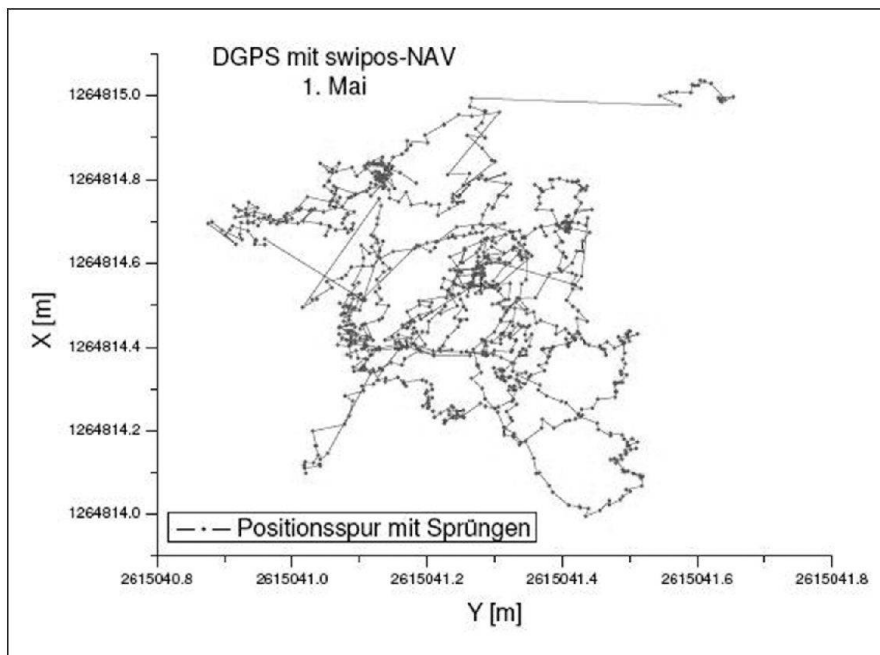 DGPS mit swipos-NAV
1. Mai
1264815.0
1264814.8
1264814.6
1264814.4
1264814.2
1264814.0
X [m]
Positionsspur mit Sprüngen
2615040.8
2615041.0
2615041.2
2615041.4
2615041.6
2615041.8
Y [m]